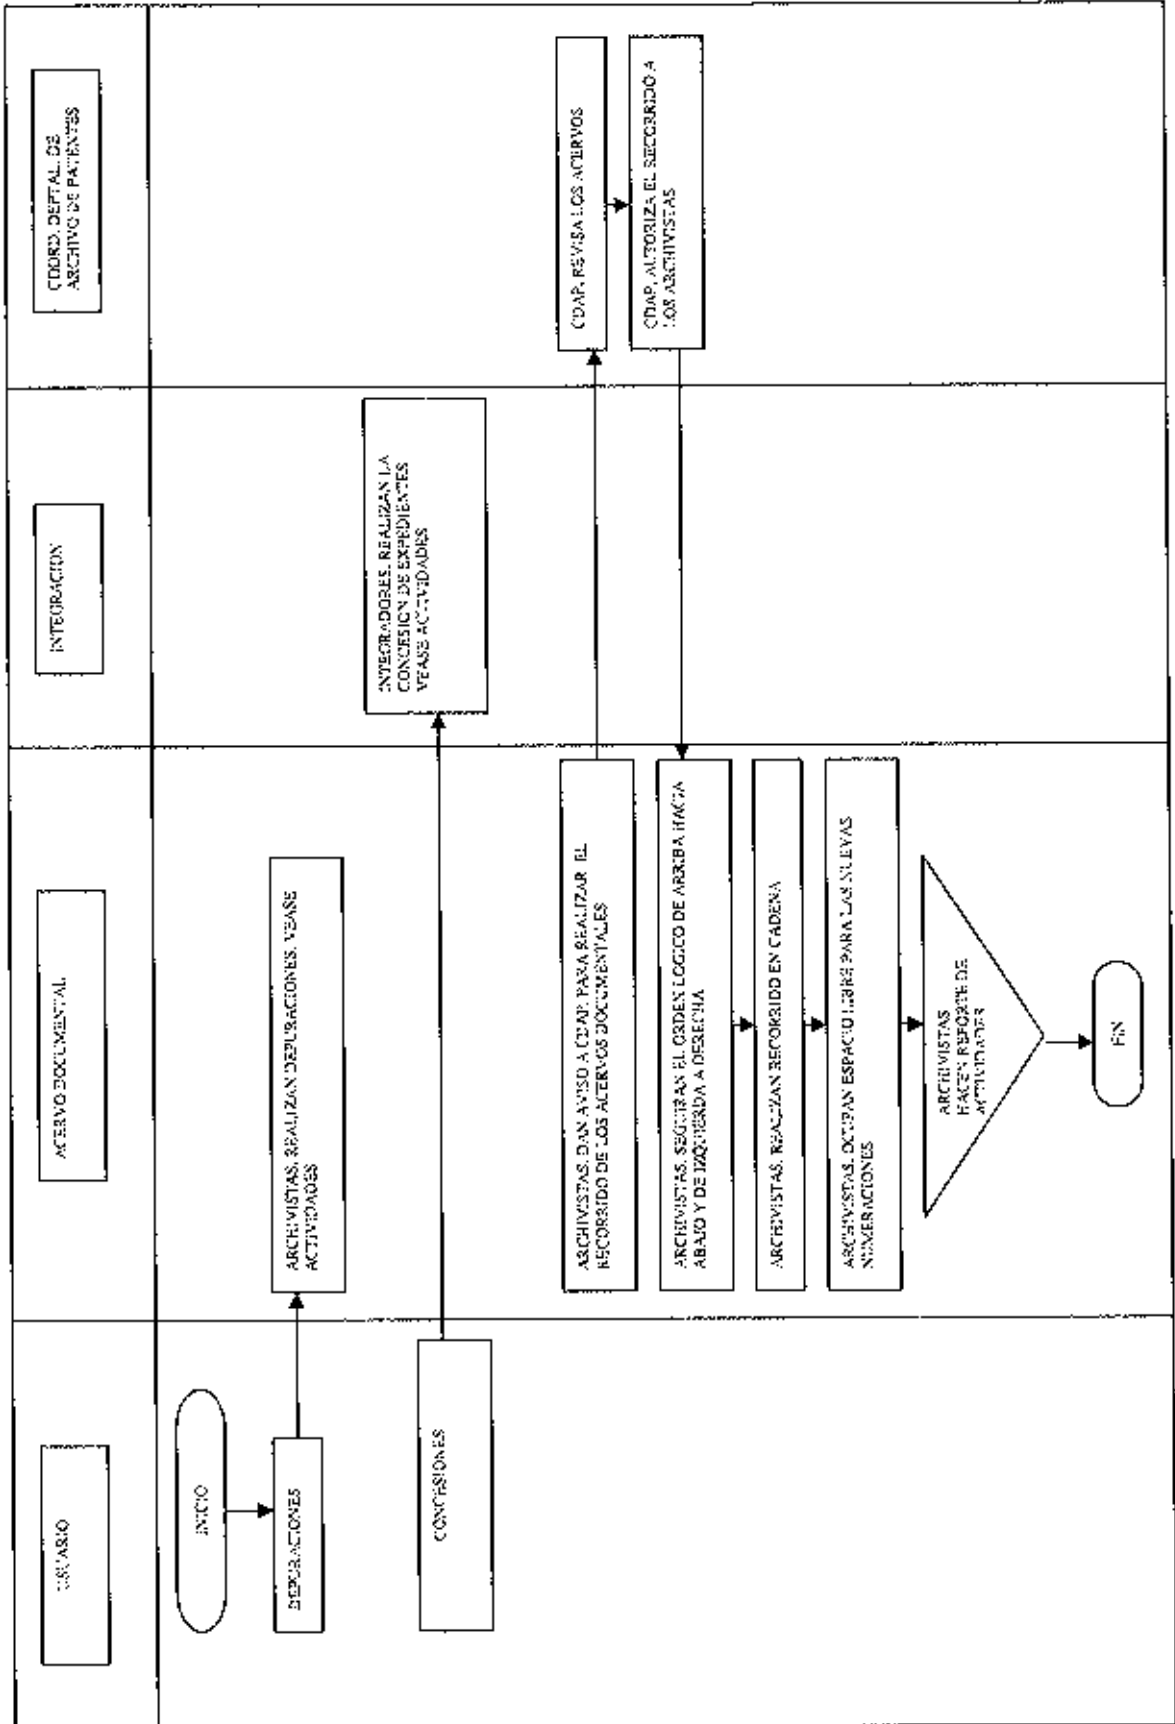 USUARIO
ACERVO DOCUMENTAL
INTEGRACION
COORD. DEPTAL. DE
ARCHIVO DE PATENTES
INICIO
DEPURACIONES
ARCHIVISTAS, REALIZAN DEPURACIONES, VEASE
ACTIVIDADES
CONCESIONES
INTEGRADORES, REALIZAN LA
CONCESION DE EXPEDIENTES
VEASE ACTIVIDADES
ARCHIVISTAS, DAN AVISO A CDAP, PARA REALIZAR EL
RECORRIDO DE LOS ACERVOS DOCUMENTALES
CDAP, REVISA LOS ACERVOS
CDAP, AUTORIZA EL RECORRIDO A
LOS ARCHIVISTAS
ARCHIVISTAS, SEGUIRAN EL ORDEN LOGICO DE ARRIBA HACIA
ABAJO Y DE IZQUIERDA A DERECHA
ARCHIVISTAS, REALIZAN RECORRIDO EN CADENA
ARCHIVISTAS, OCUPAN ESPACIO LIBRE PARA LAS NUEVAS
NUMERACIONES
ARCHIVISTAS
HACEN REPORTE DE
ACTIVIDADES
FIN